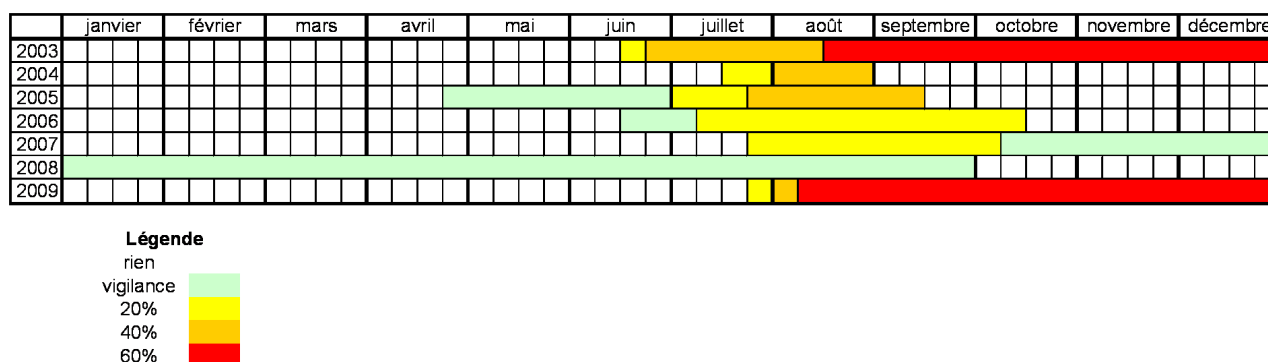 janvier février mars avril mai juin juillet août septembre octobre novembre décembre
2003
2004
2005
2006
2007
2008
2009
Légende
rien
vigilance
20%
40%
60%